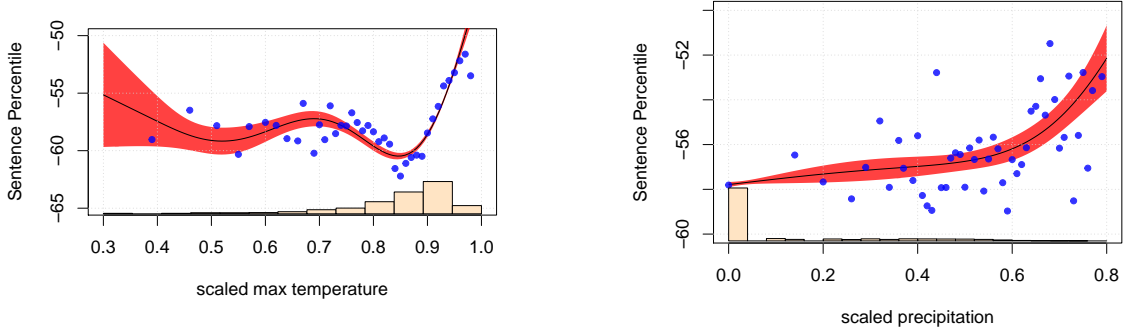 Sentence Percentile
−50
−55
−60
−65
0.3 0.4 0.5 0.6 0.7 0.8 0.9 1.0
scaled max temperature
Sentence Percentile
−52
−56
−60
0.0 0.2 0.4 0.6 0.8
scaled precipitation